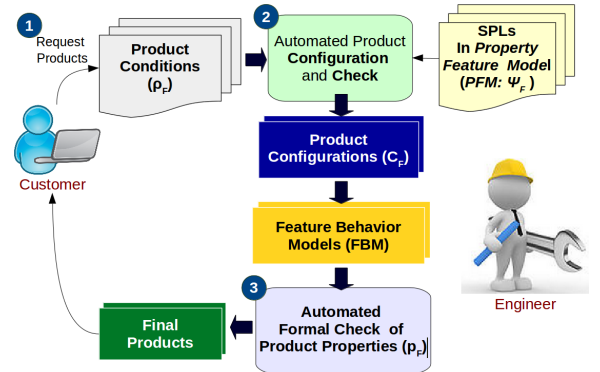 1
Request
Products
Product
Conditions
(ρF)
2
Automated Product
Configuration
and Check
SPLs
In Property
Feature Model
(PFM: ΨF )
Product
Configurations (CF)
Customer
Feature Behavior
Models (FBM)
Engineer
3
Automated
Formal Check of
Product Properties (pF)
Final
Products